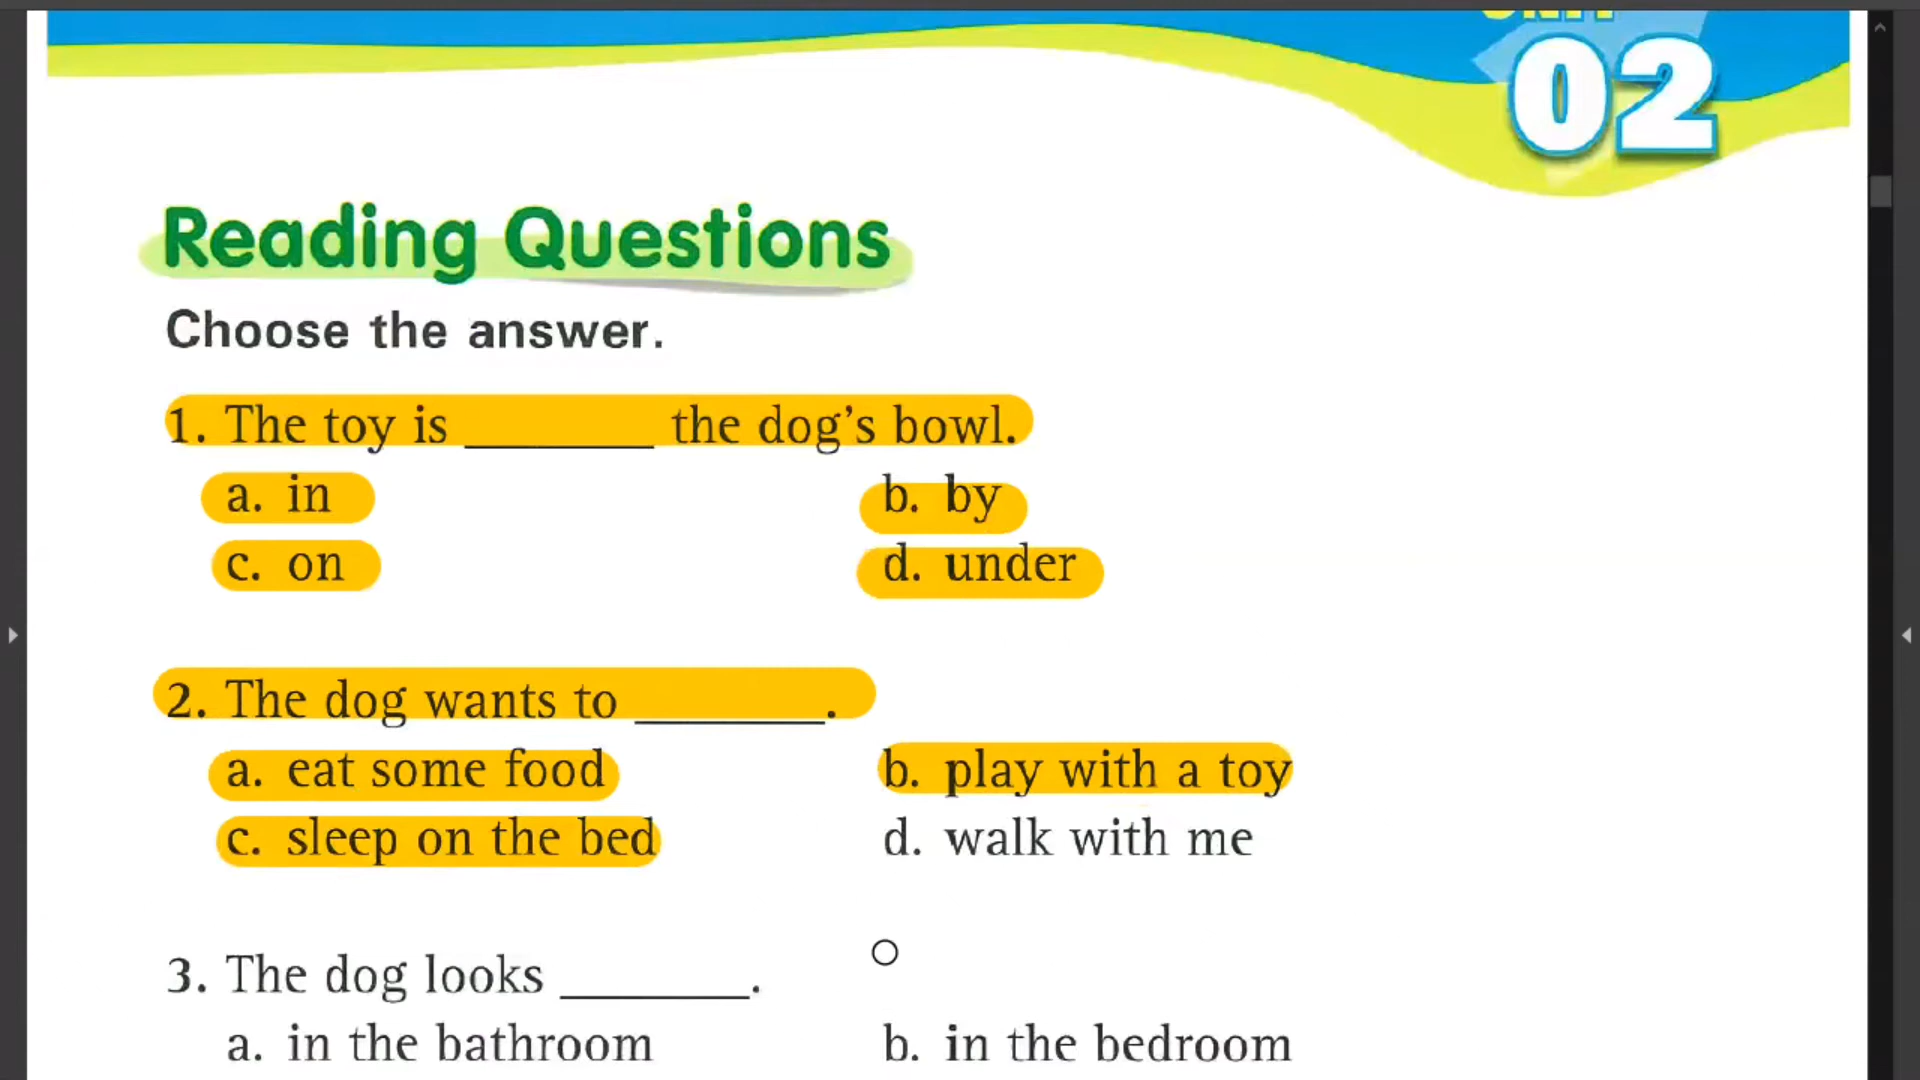 UNIT
02
Reading Questions
Choose the answer.
1. The toy is ________ the dog’s bowl.
a. in b. by
c. on d. under
2. The dog wants to ________.
a. eat some food b. play with a toy
c. sleep on the bed d. walk with me
3. The dog looks ________.
a. in the bathroom b. in the bedroom